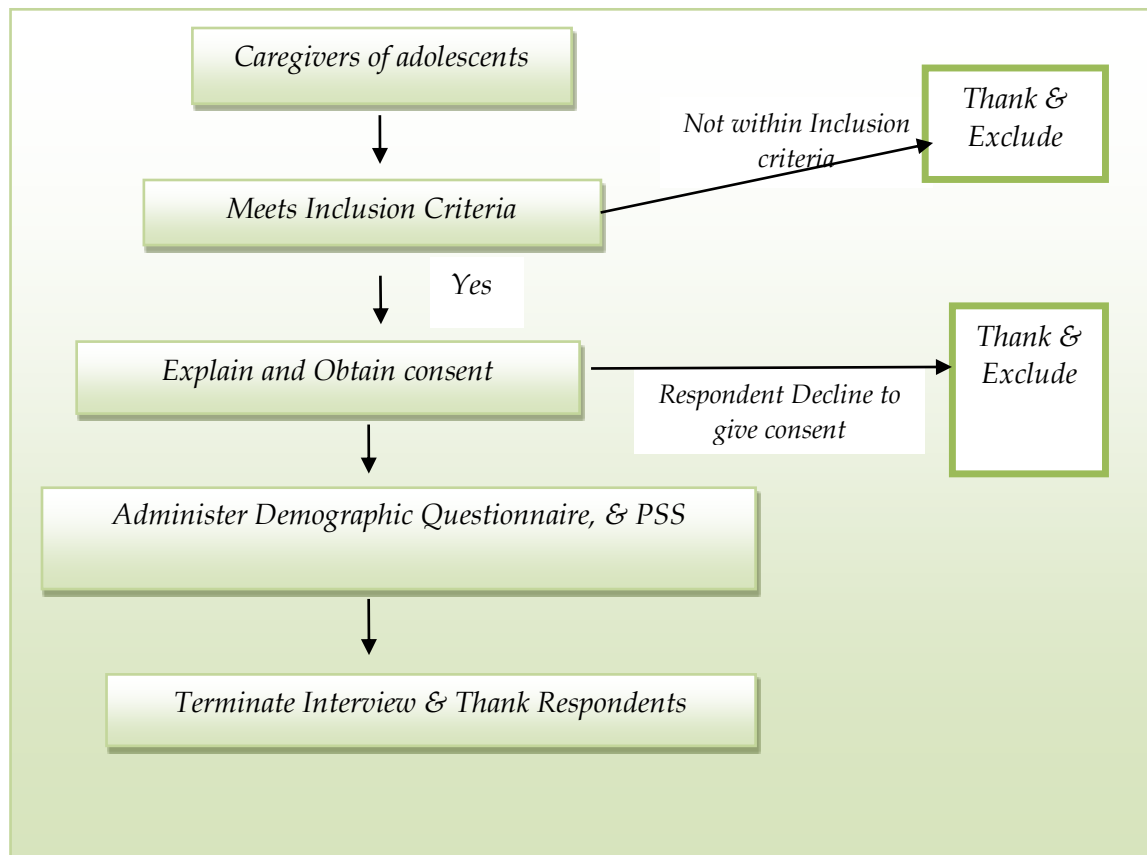 Caregivers of adolescents
Thank &
Exclude
Not within Inclusion
criteria
Meets Inclusion Criteria
Yes
Explain and Obtain consent
Thank &
Exclude
Respondent Decline to
give consent
Administer Demographic Questionnaire, & PSS
Terminate Interview & Thank Respondents